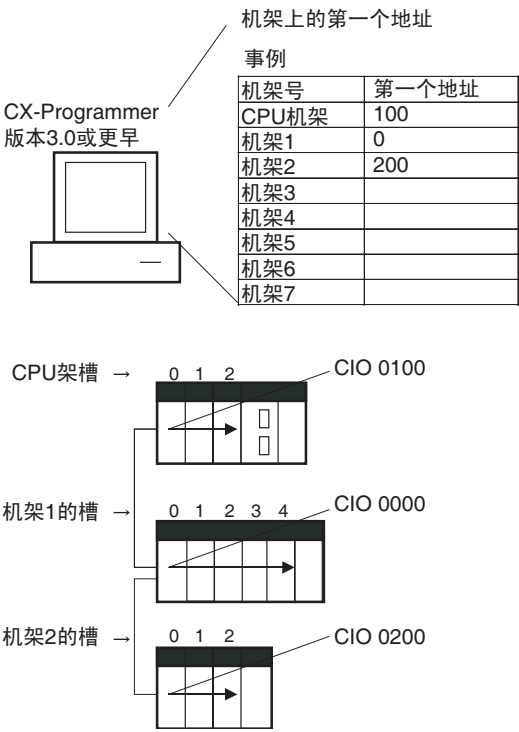 机架上的第一个地址
事例
CX-Programmer
版本3.0或更早
机架号 第一个地址
CPU机架 100
机架1 0
机架2 200
机架3
机架4
机架5
机架6
机架7
CPU架槽 → 0 1 2 CIO 0100
机架1的槽 → 0 1 2 3 4 CIO 0000
机架2的槽 → 0 1 2 CIO 0200